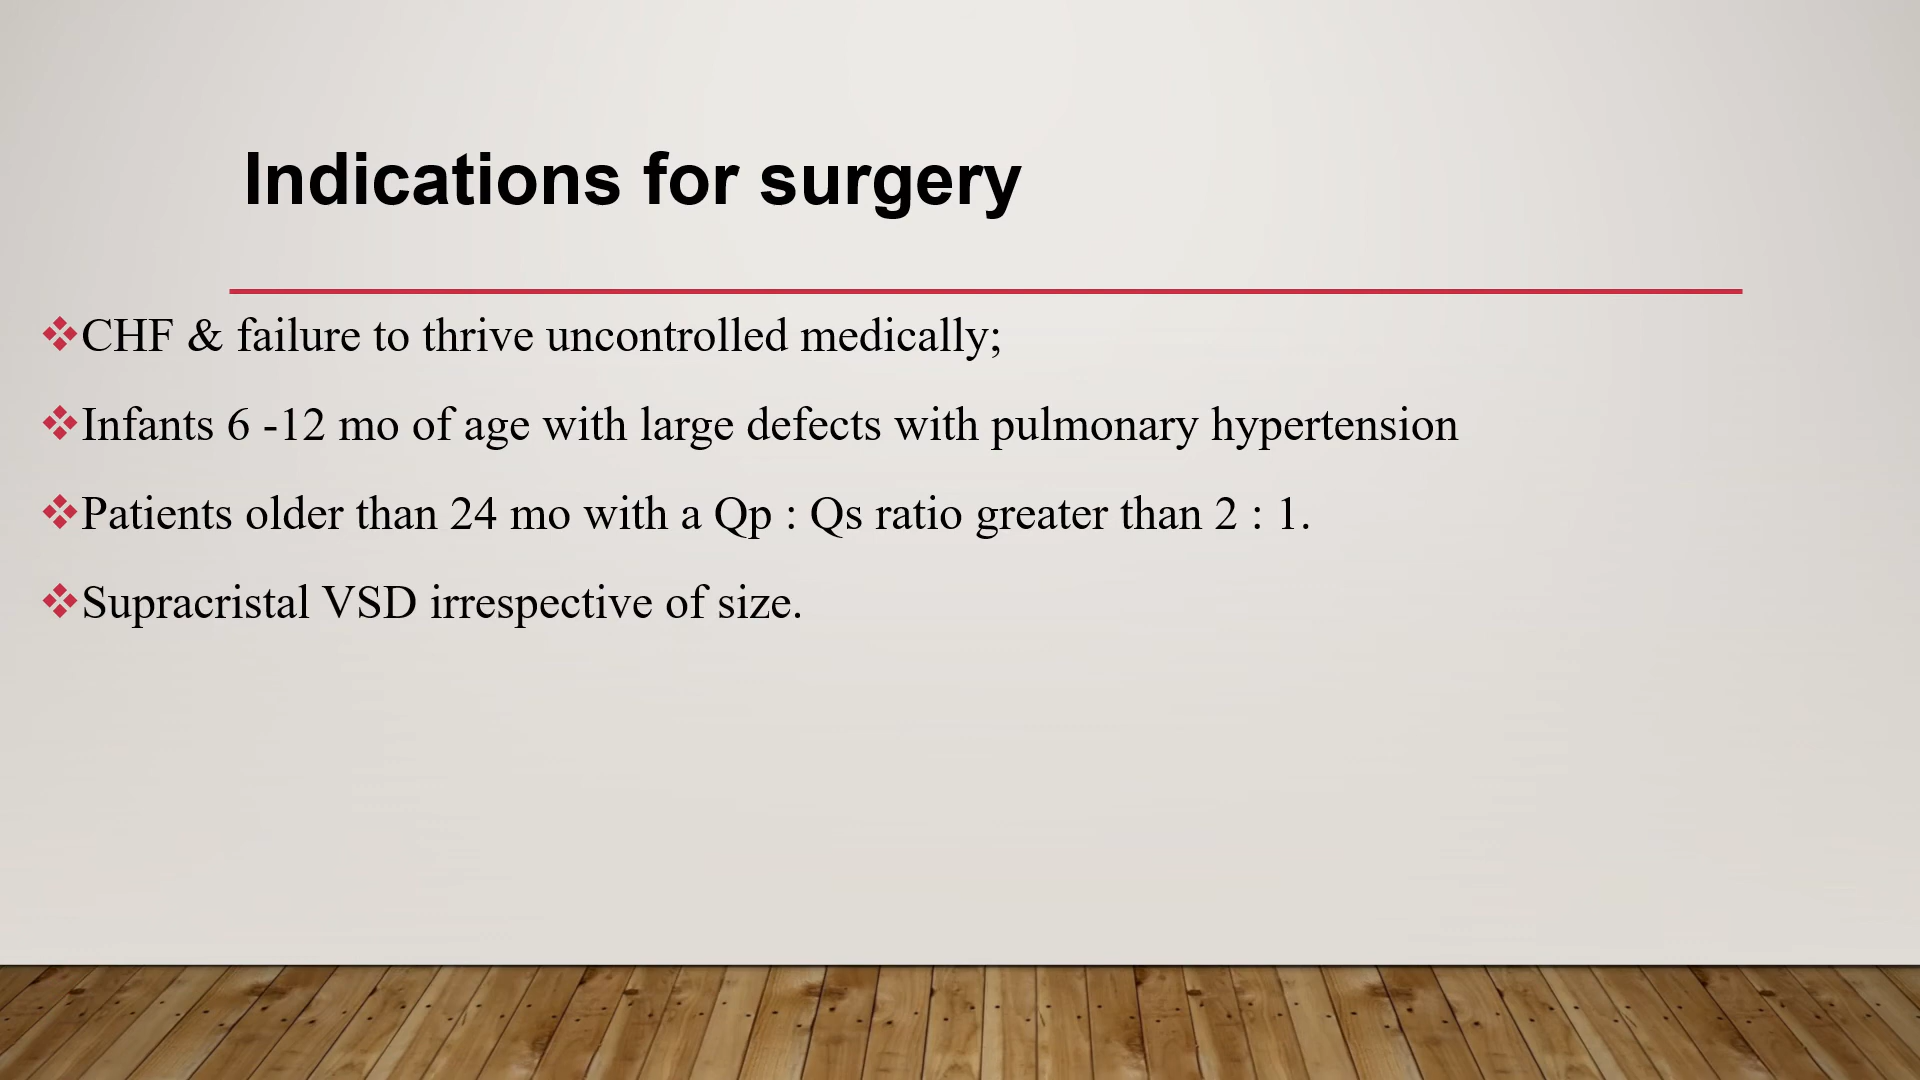 Indications for surgery
❖CHF & failure to thrive uncontrolled medically;
❖Infants 6 -12 mo of age with large defects with pulmonary hypertension
❖Patients older than 24 mo with a Qp : Qs ratio greater than 2 : 1.
❖Supracristal VSD irrespective of size.